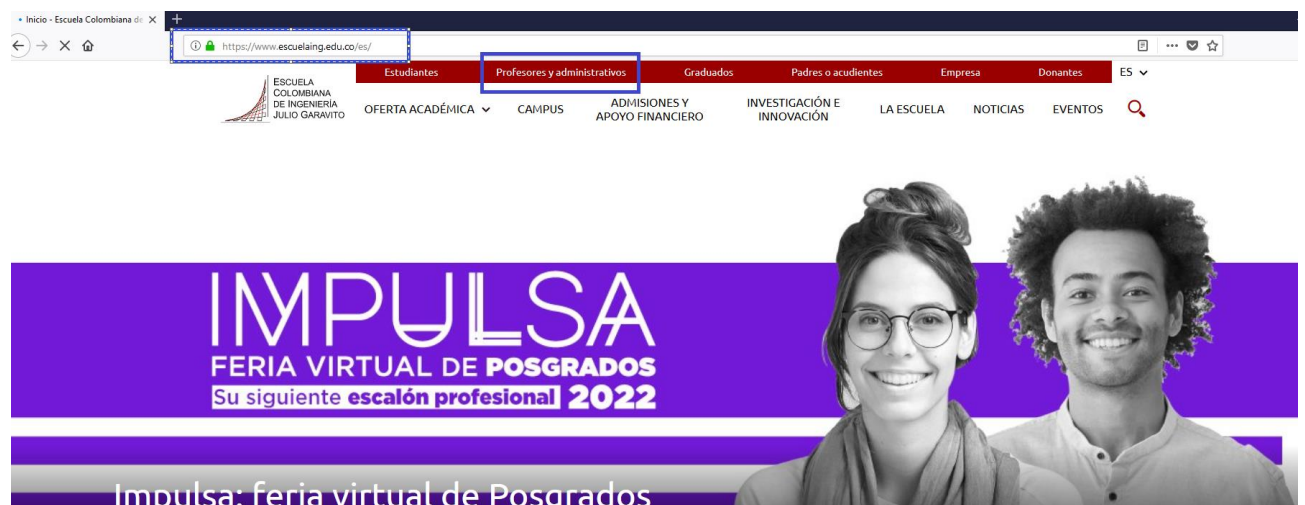 Inicio - Escuela Colombiana de
https://www.escuelaing.edu.co/es/
Estudiantes Profesores y administrativos Graduados Padres o acudientes Empresa Donantes ES
ESCUELA
COLOMBIANA
DE INGENIERÍA
JULIO GARAVITO
OFERTA ACADÉMICA CAMPUS ADMISIONES Y APOYO FINANCIERO INVESTIGACIÓN E INNOVACIÓN LA ESCUELA NOTICIAS EVENTOS
IMPULSA
FERIA VIRTUAL DE POSGRADOS
Su siguiente escalón profesional 2022
Impulsa: feria virtual de Posgrados